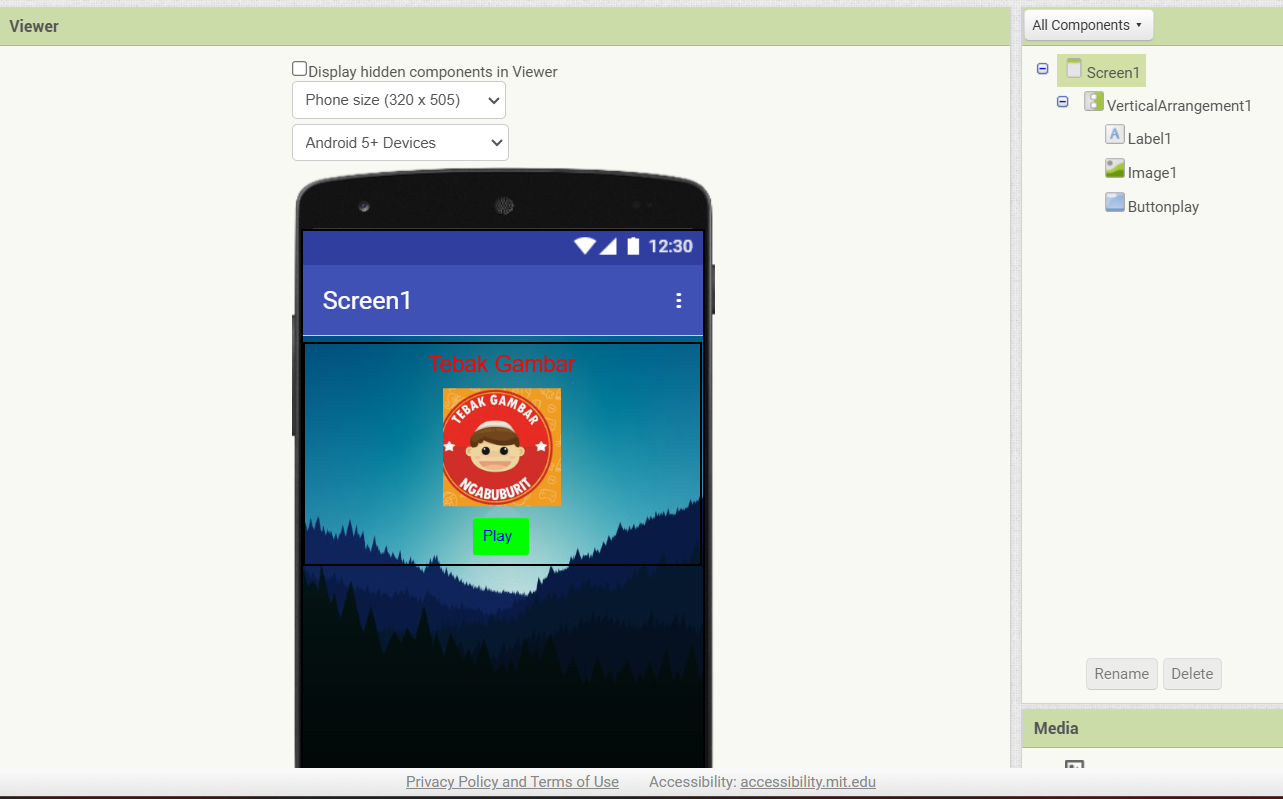 Viewer
Display hidden components in Viewer
Phone size (320 x 505)
Android 5+ Devices
12:30
Screen1
Tebak Gambar
TEBAK GAMBAR
NGABUBURIT
Play
All Components
Screen1
VerticalArrangement1
A Label1
Image1
Buttonplay
Rename Delete
Media
Privacy Policy and Terms of Use Accessibility: accessibility.mit.edu